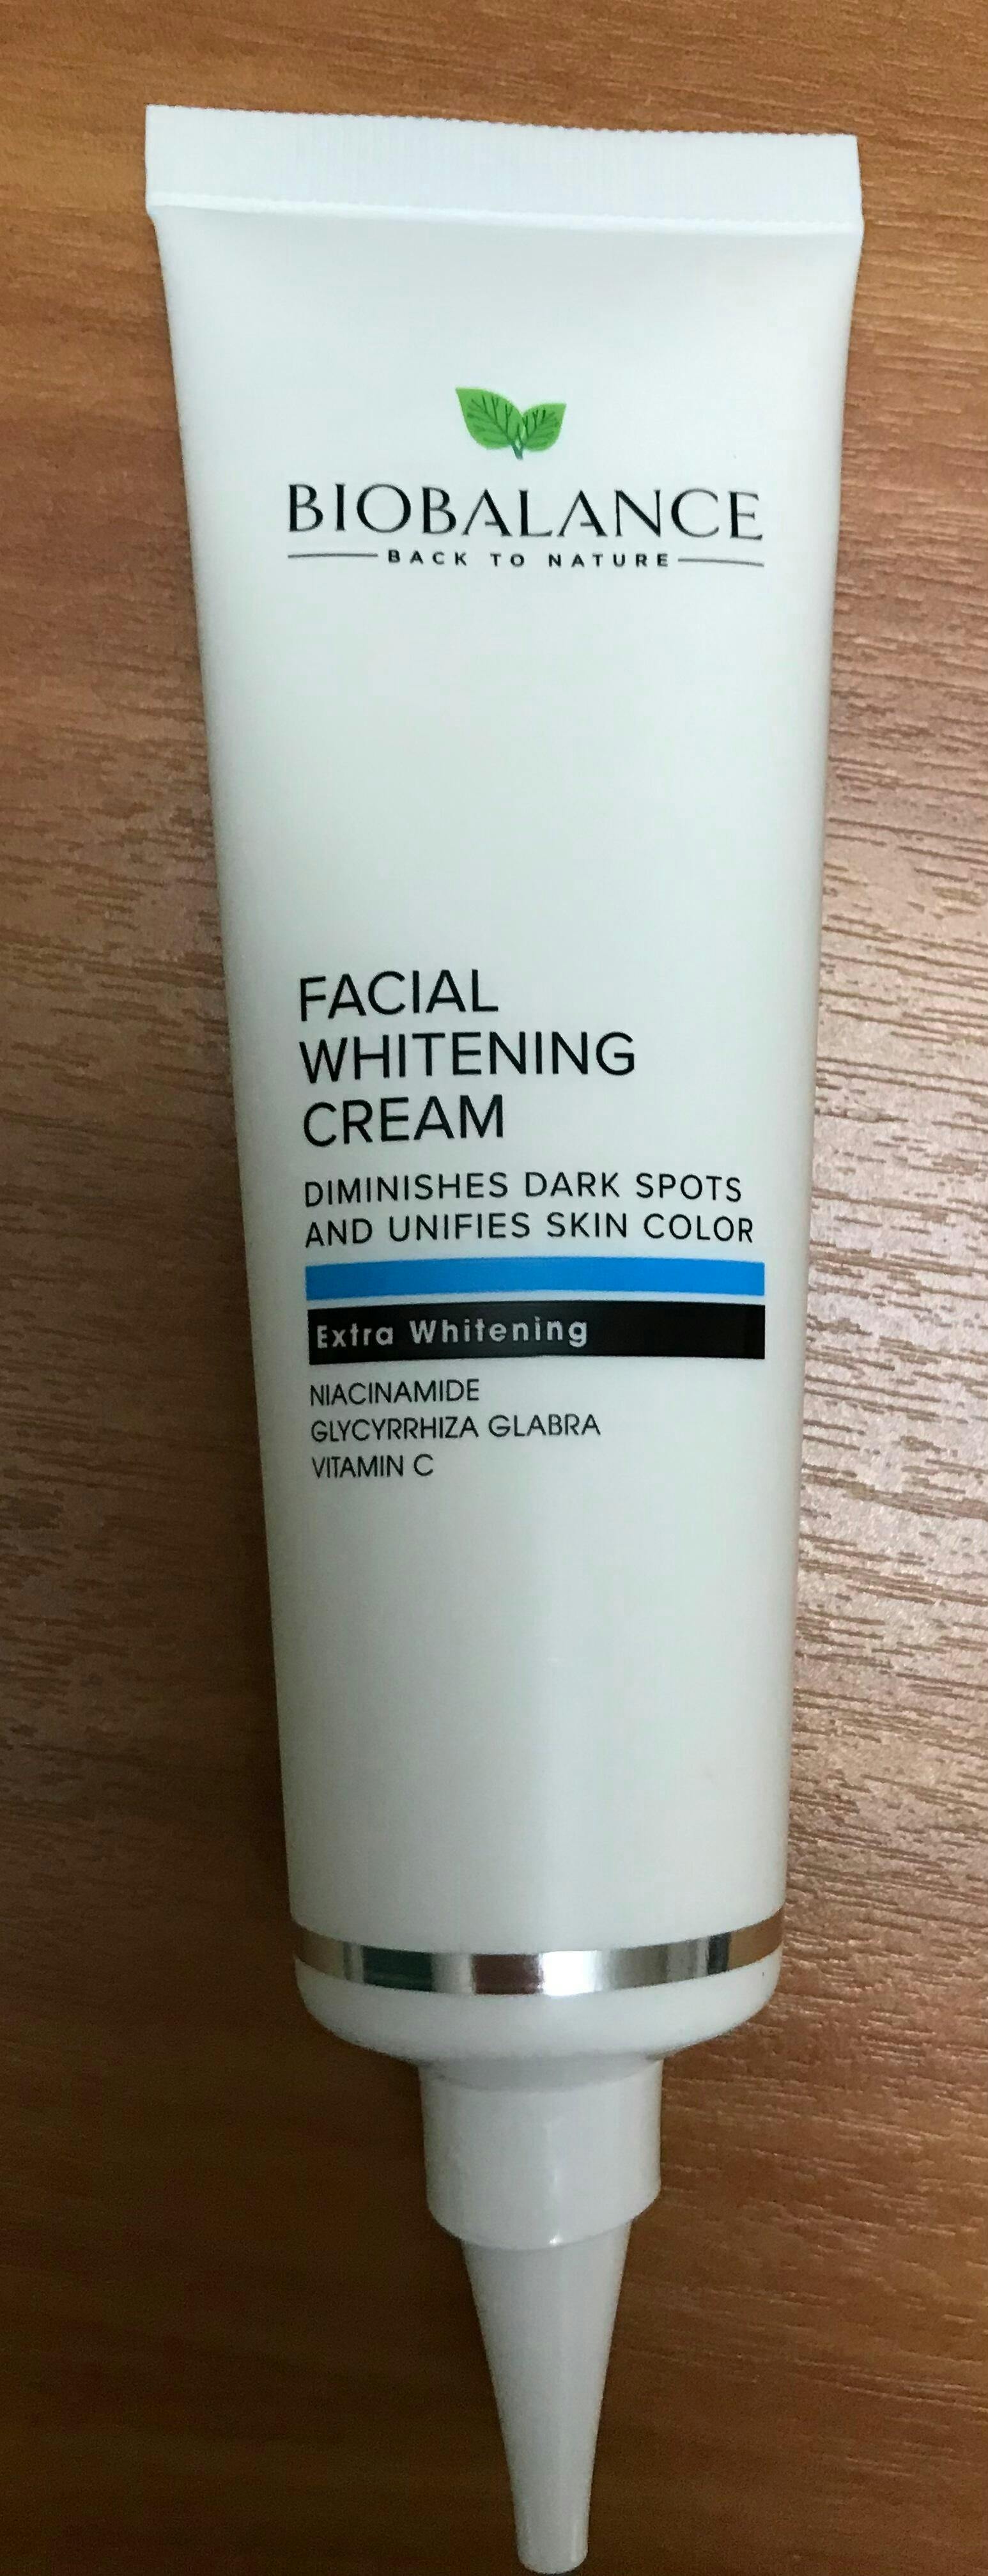 BIOBALANCE
BACK TO NATURE
FACIAL
WHITENING
CREAM
DIMINISHES DARK SPOTS
AND UNIFIES SKIN COLOR
Extra Whitening
NIACINAMIDE
GLYCYRRHIZA GLABRA
VITAMIN C